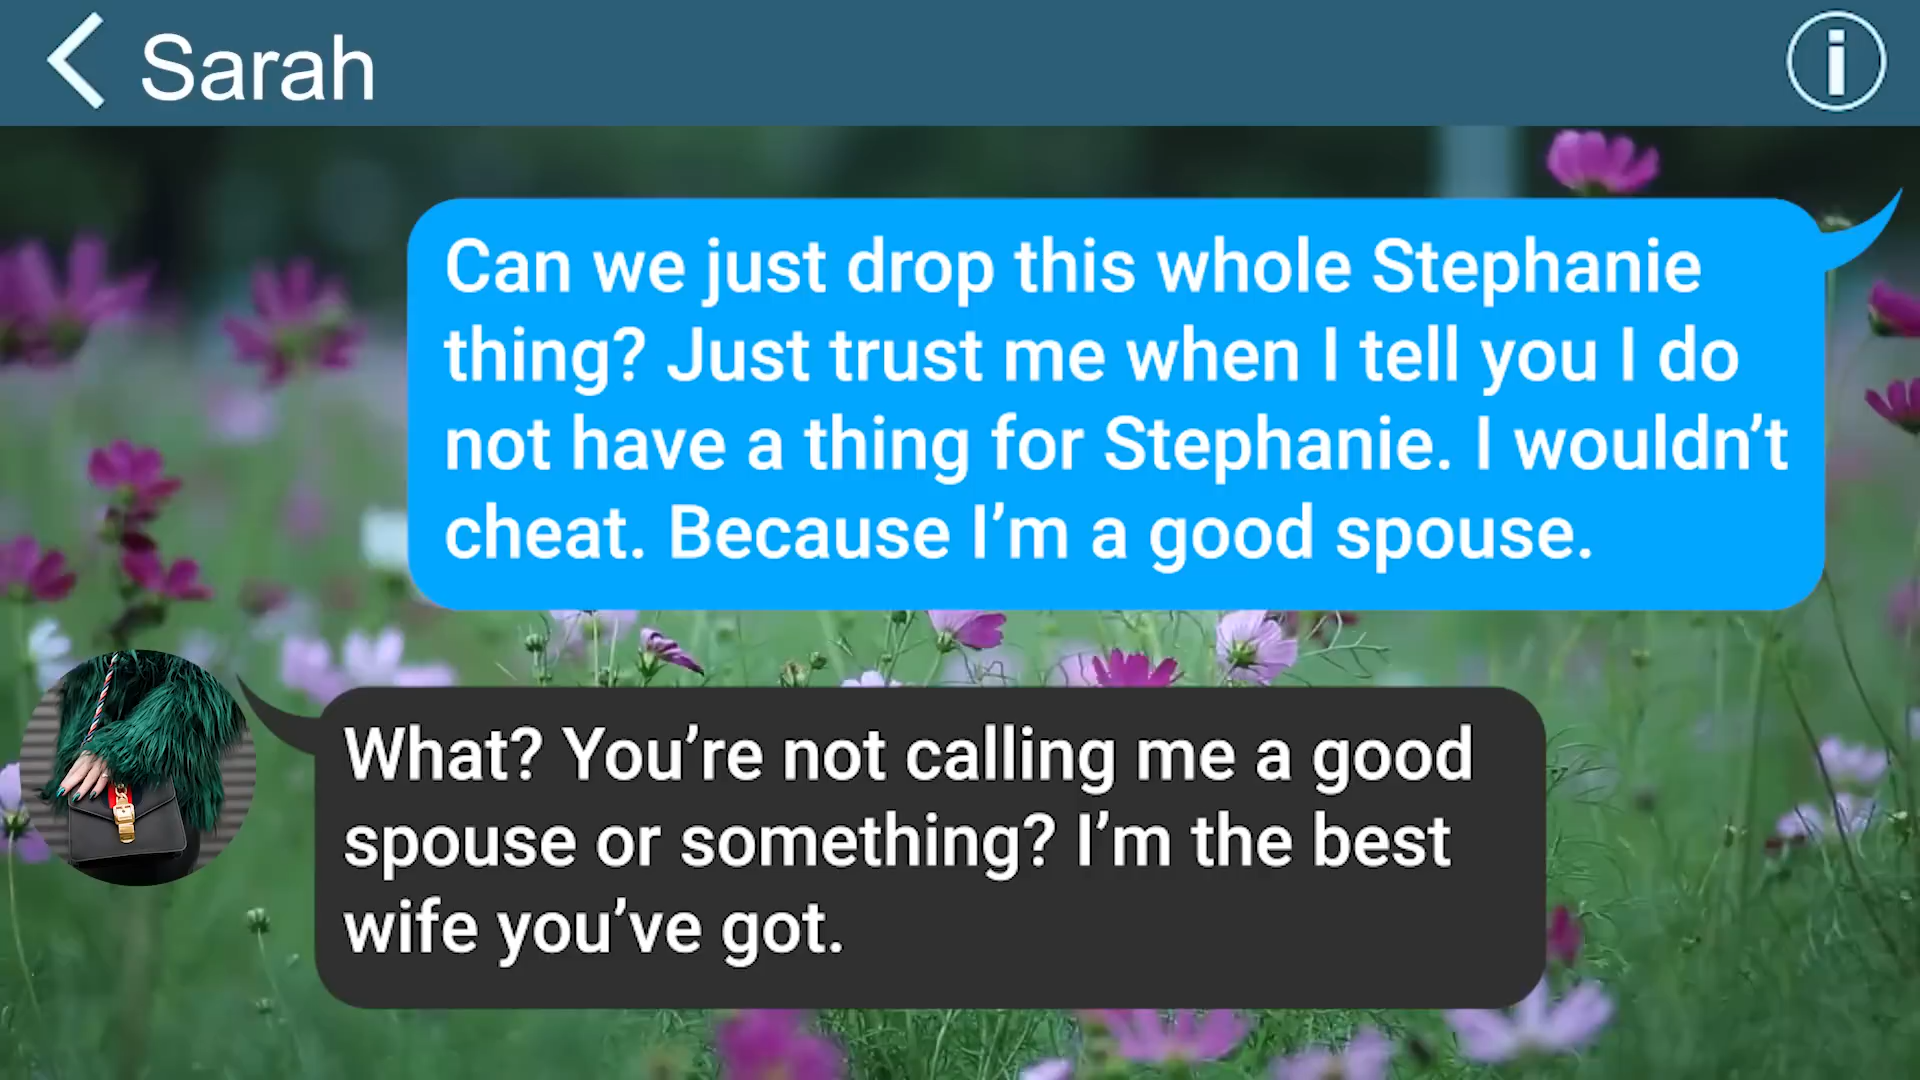 Sarah
Can we just drop this whole Stephanie
thing? Just trust me when I tell you I do
not have a thing for Stephanie. I wouldn’t
cheat. Because I’m a good spouse.
What? You’re not calling me a good
spouse or something? I’m the best
wife you’ve got.